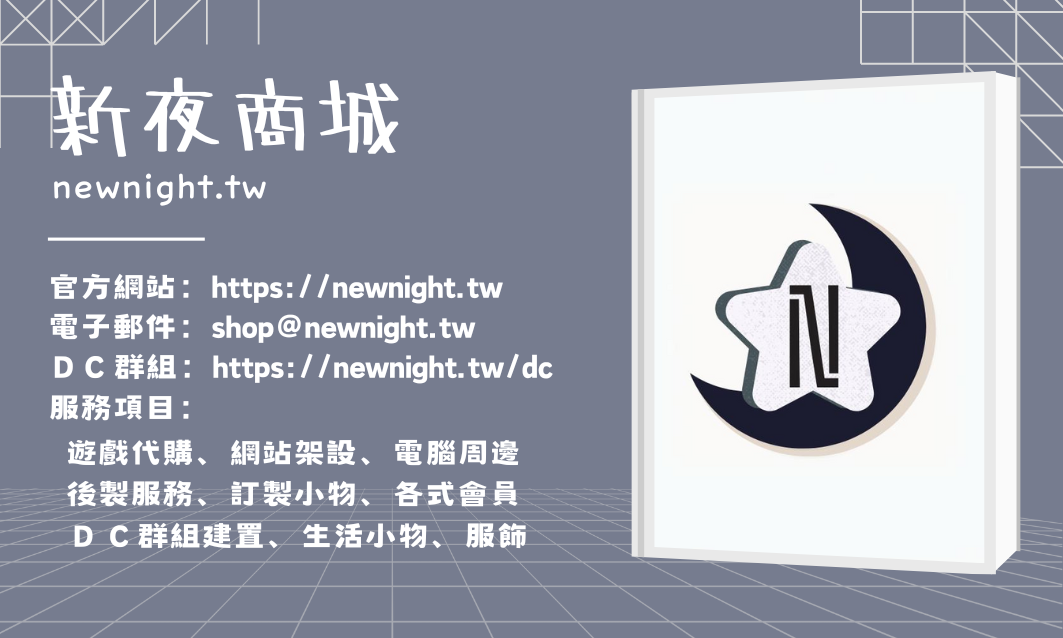 新夜商城
newnight.tw
官方網站：https://newnight.tw
電子郵件：shop@newnight.tw
ＤＣ群組：https://newnight.tw/dc
服務項目：
遊戲代購、網站架設、電腦周邊
後製服務、訂製小物、各式會員
ＤＣ群組建置、生活小物、服飾
N